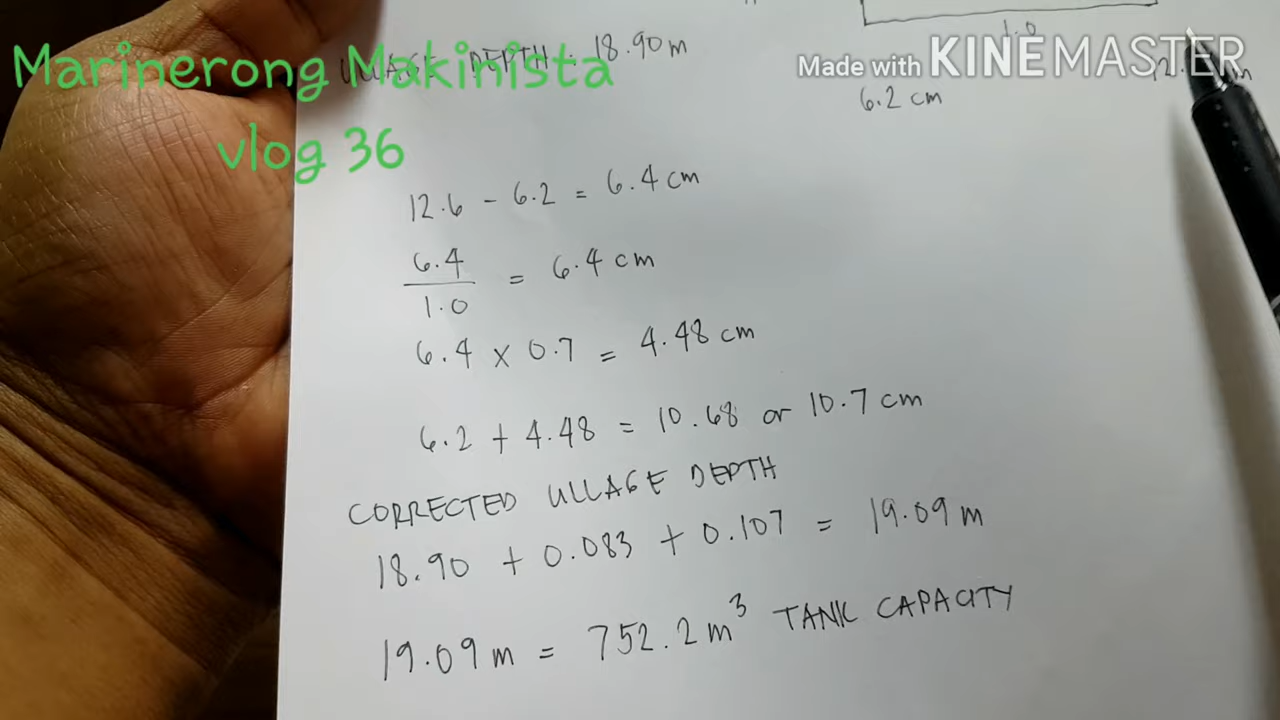 Marinerong Makinista
vlog 36
Made with KINEMASTER
ULLAGE DEPTH = 18.90 m
1.0
6.2 cm
12.6 - 6.2 = 6.4 cm
6.4
1.0
= 6.4 cm
6.4 x 0.7 = 4.48 cm
6.2 + 4.48 = 10.68 or 10.7 cm
CORRECTED ULLAGE DEPTH
18.90 + 0.083 + 0.107 = 19.09 m
19.09 m = 752.2 m³ TANK CAPACITY